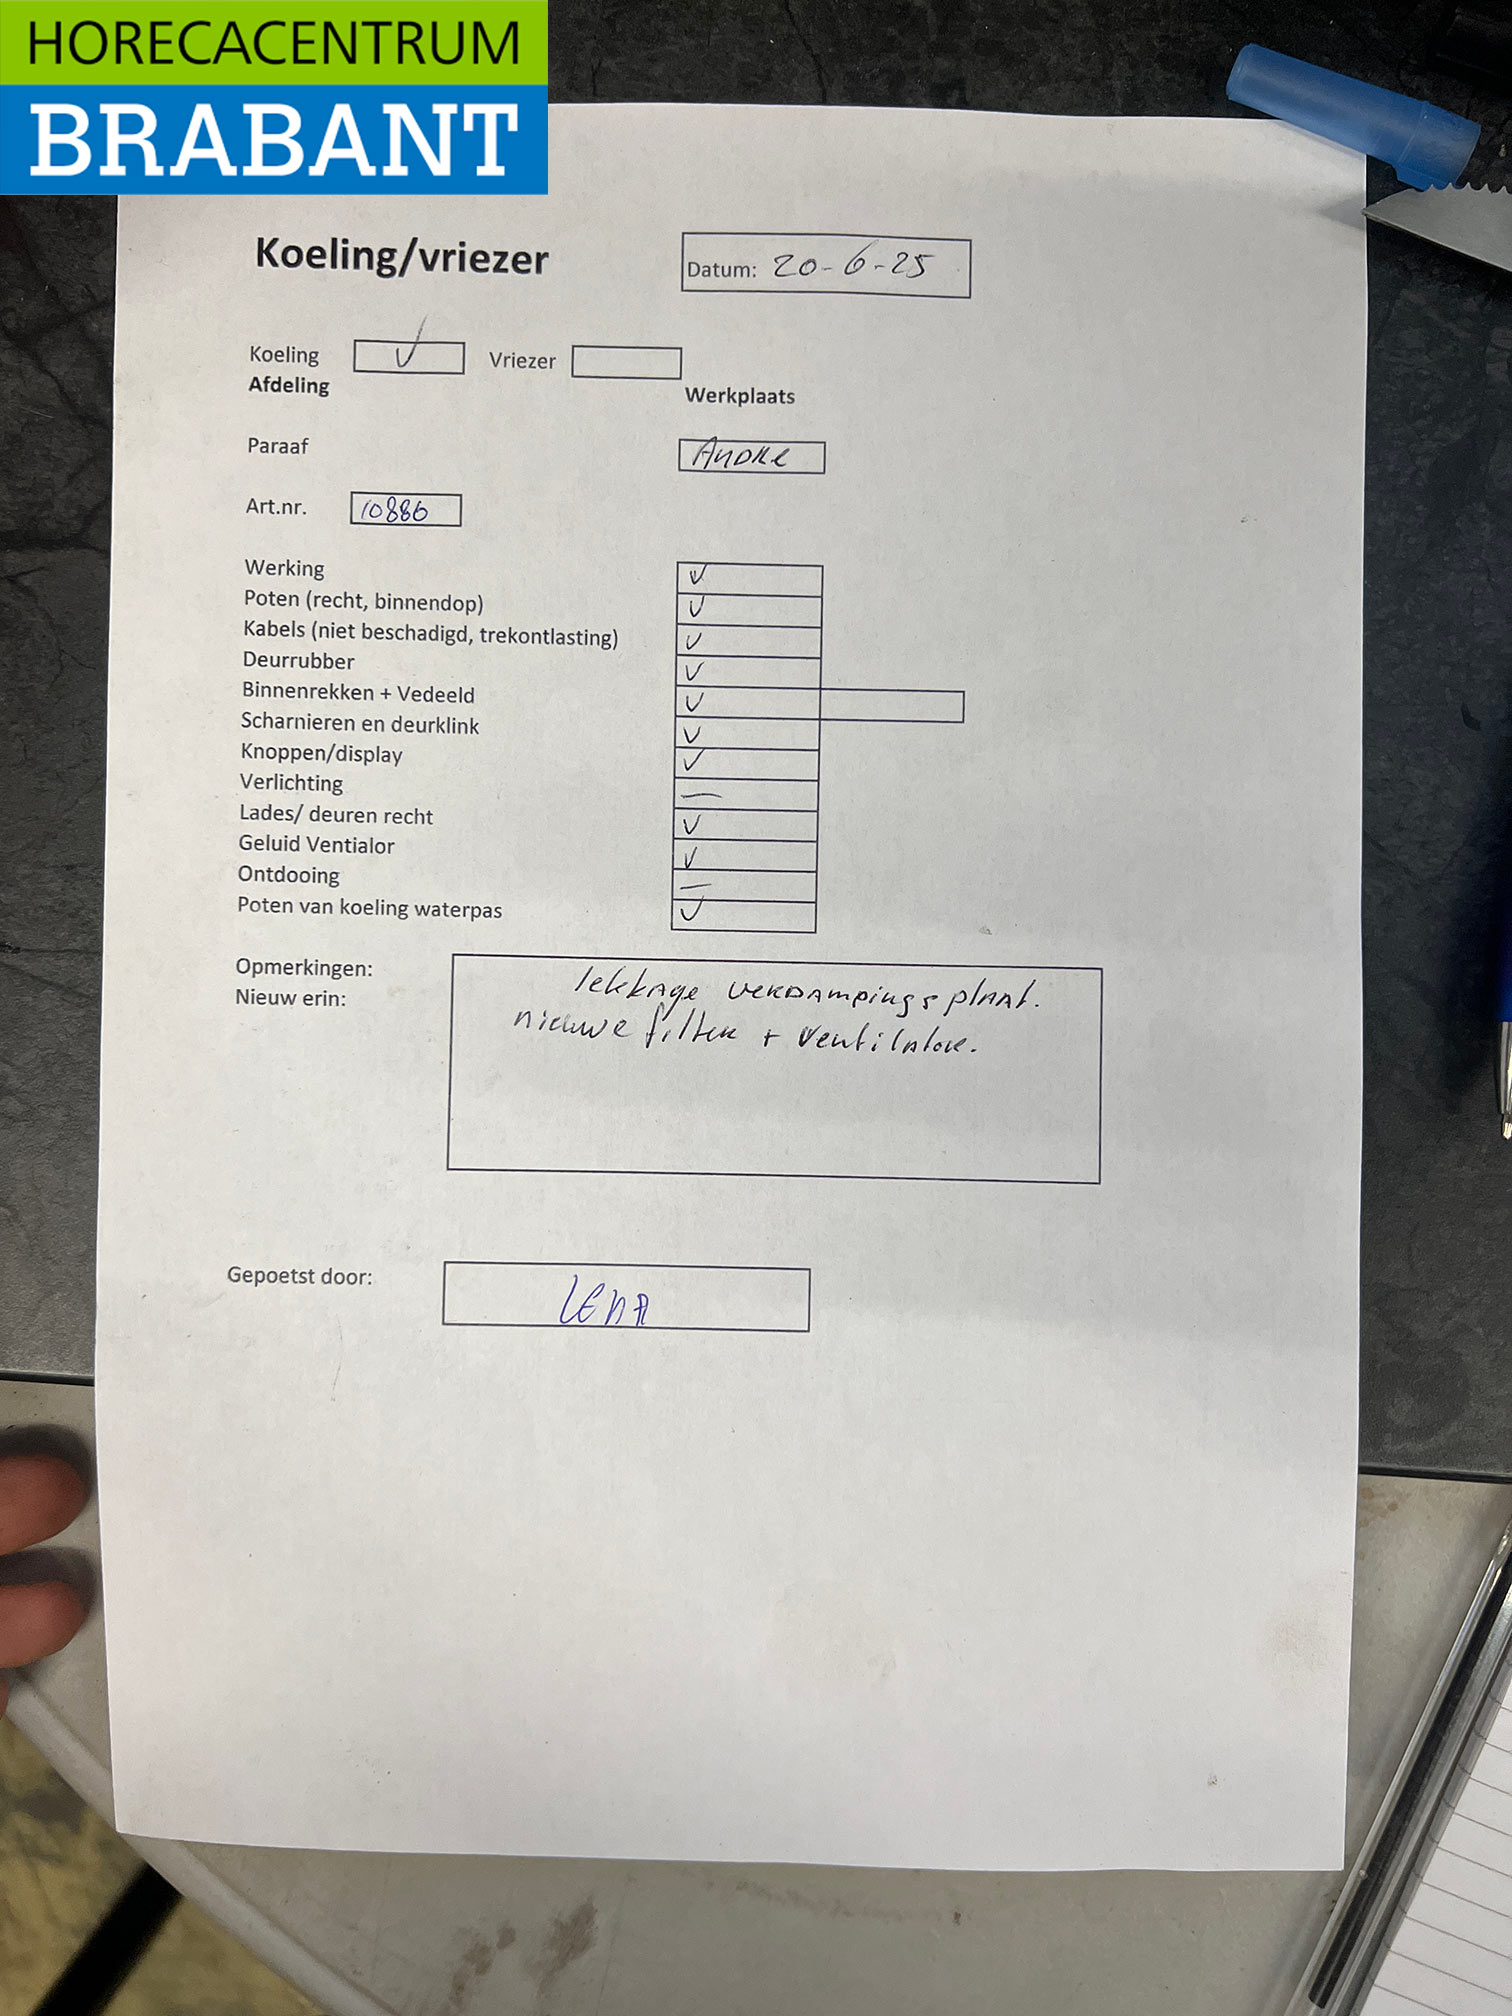 HORECACENTRUM
BRABANT
Koeling/vriezer
Datum: 20-6-25
Koeling ✓ Vriezer
Afdeling
Werkplaats
Paraaf Andre
Art.nr. 10886
Werking ✓
Poten (recht, binnendop) ✓
Kabels (niet beschadigd, trekontlasting) ✓
Deurrubber ✓
Binnenrekken + Vedeeld ✓
Scharnieren en deurklink ✓
Knoppen/display ✓
Verlichting —
Lades/ deuren recht ✓
Geluid Ventialor ✓
Ontdooing —
Poten van koeling waterpas ✓
Opmerkingen: lekkage verdampings plaat.
Nieuw erin: nieuwe filter + ventilator.
Gepoetst door: LENA